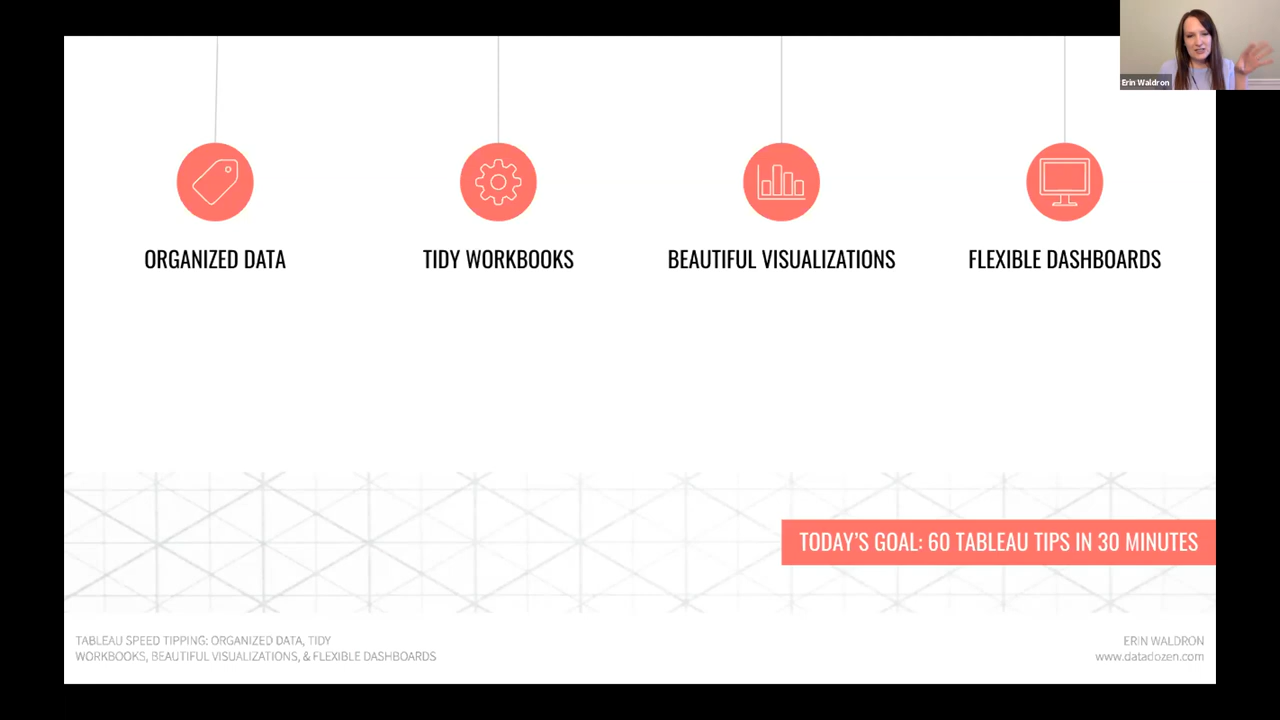 Erin Waldron
ORGANIZED DATA
TIDY WORKBOOKS
BEAUTIFUL VISUALIZATIONS
FLEXIBLE DASHBOARDS
TODAY'S GOAL: 60 TABLEAU TIPS IN 30 MINUTES
TABLEAU SPEED TIPPING: ORGANIZED DATA, TIDY
WORKBOOKS, BEAUTIFUL VISUALIZATIONS, & FLEXIBLE DASHBOARDS
ERIN WALDRON
www.datadozen.com